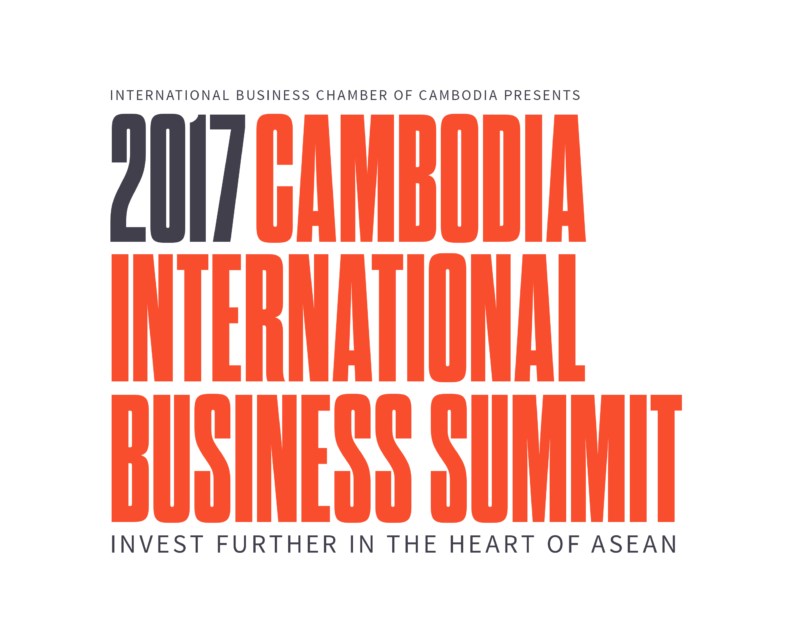 INTERNATIONAL BUSINESS CHAMBER OF CAMBODIA PRESENTS
2017 CAMBODIA
INTERNATIONAL
BUSINESS SUMMIT
INVEST FURTHER IN THE HEART OF ASEAN